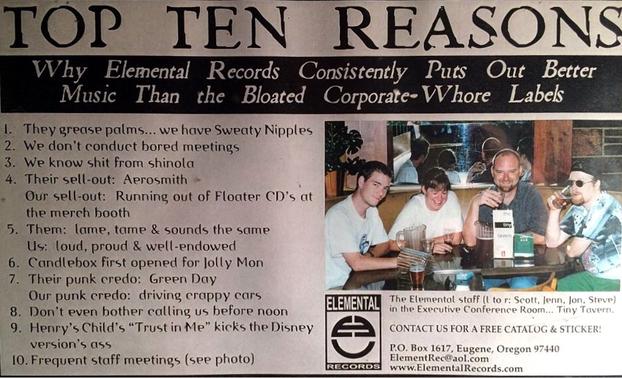 TOP TEN REASONS
Why Elemental Records Consistently Puts Out Better
Music Than the Bloated Corporate-Whore Labels
1. They grease palms... we have Sweaty Nipples
2. We don't conduct bored meetings
3. We know shit from shinola
4. Their sell-out: Aerosmith
Our sell-out: Running out of Floater CD's at
the merch booth
5. Them: lame, tame & sounds the same
Us: loud, proud & well-endowed
6. Candlebox first opened for Jolly Mon
7. Their punk credo: Green Day
Our punk credo: driving crappy cars
8. Don't even bother calling us before noon
9. Henry's Child's "Trust in Me" kicks the Disney
version's ass
10. Frequent staff meetings (see photo)
ELEMENTAL
RECORDS
The Elemental staff (l to r: Scott, Jenn, Jon, Steve)
in the Executive Conference Room... Tiny Tavern.
CONTACT US FOR A FREE CATALOG & STICKER!
P.O. Box 1617, Eugene, Oregon 97440
ElementRec@aol.com
www.ElementalRecords.com